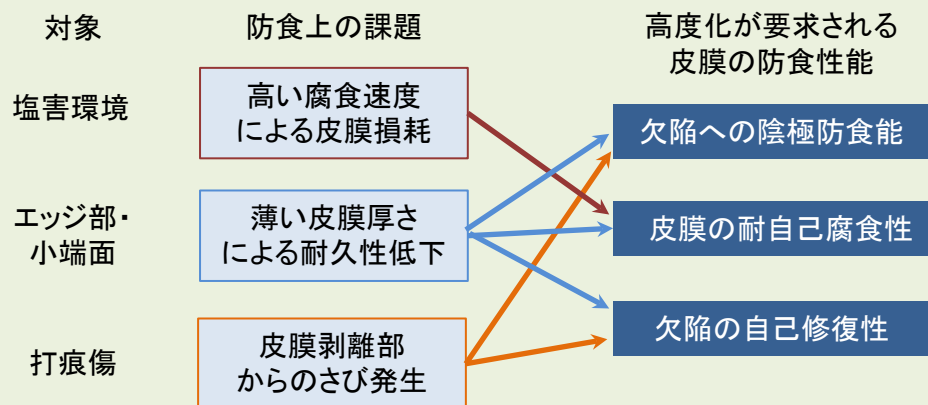 対象
防食上の課題
高度化が要求される
皮膜の防食性能
塩害環境
高い腐食速度
による皮膜損耗
欠陥への陰極防食能
エッジ部・
小端面
薄い皮膜厚さ
による耐久性低下
皮膜の耐自己腐食性
打痕傷
皮膜剥離部
からのさび発生
欠陥の自己修復性